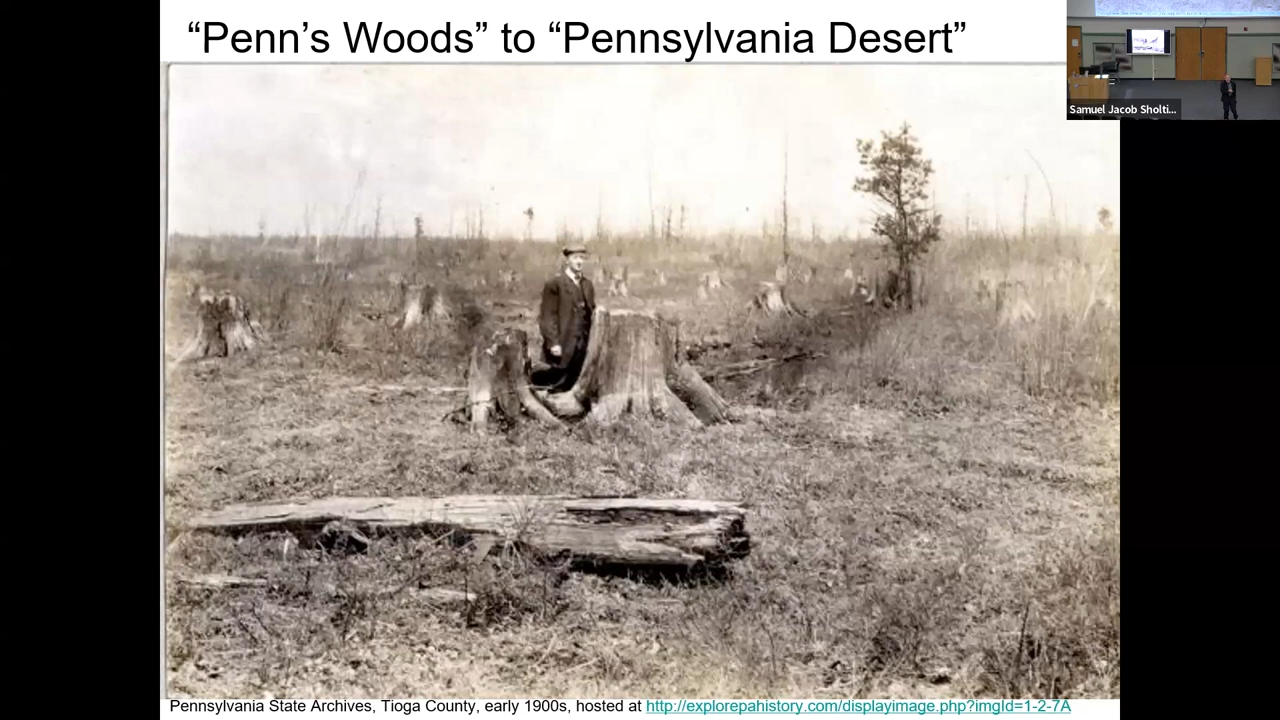 “Penn’s Woods” to “Pennsylvania Desert”
Samuel Jacob Sholti...
Pennsylvania State Archives, Tioga County, early 1900s, hosted at http://explorepahistory.com/displayimage.php?imgId=1-2-7A